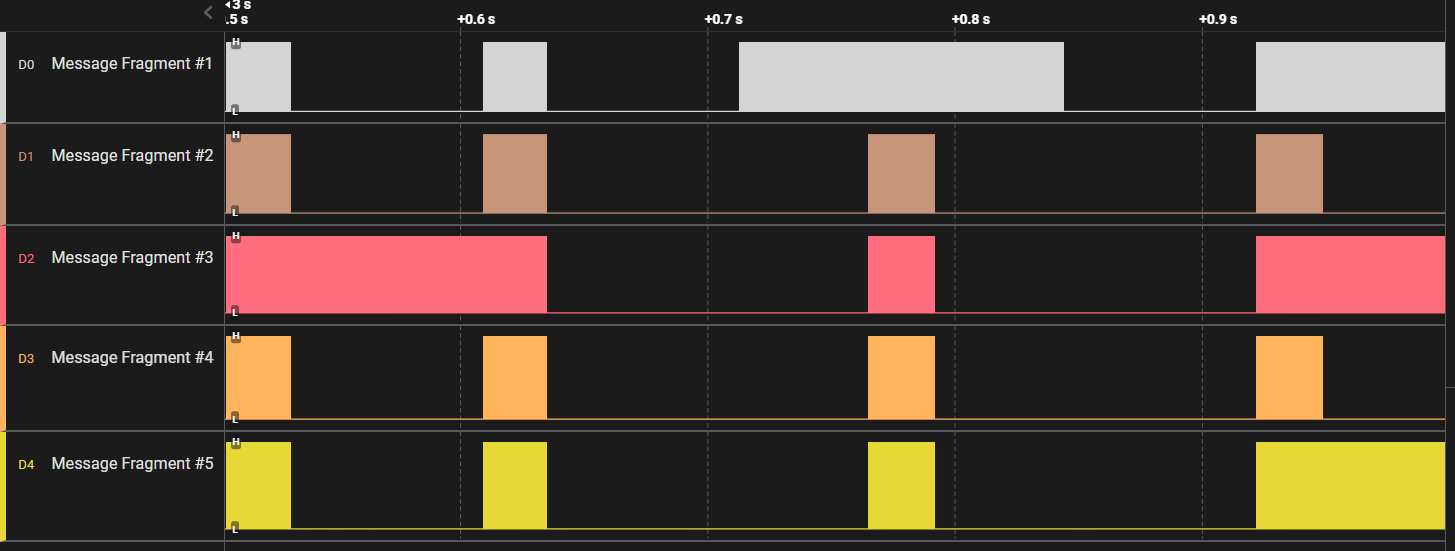 3 s
.5 s +0.6 s +0.7 s +0.8 s +0.9 s
H
D0 Message Fragment #1
L
H
D1 Message Fragment #2
L
H
D2 Message Fragment #3
L
H
D3 Message Fragment #4
L
H
D4 Message Fragment #5
L